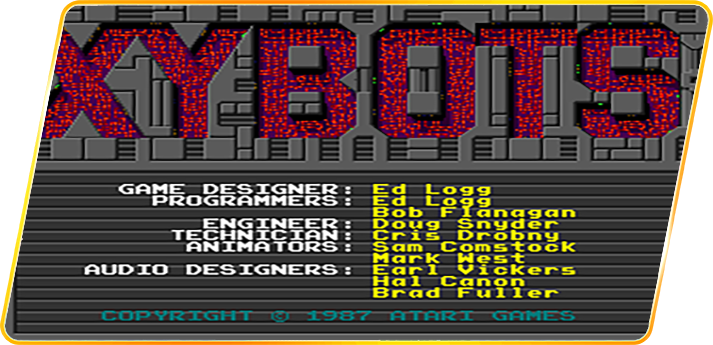 XYBOTS
GAME DESIGNER: Ed Logg
PROGRAMMERS: Ed Logg
Bob Flanagan
ENGINEER: Doug Snyder
TECHNICIAN: Cris Drobny
ANIMATORS: Sam Comstock
Mark West
AUDIO DESIGNERS: Earl Vickers
Hal Canon
Brad Fuller
COPYRIGHT © 1987 ATARI GAMES